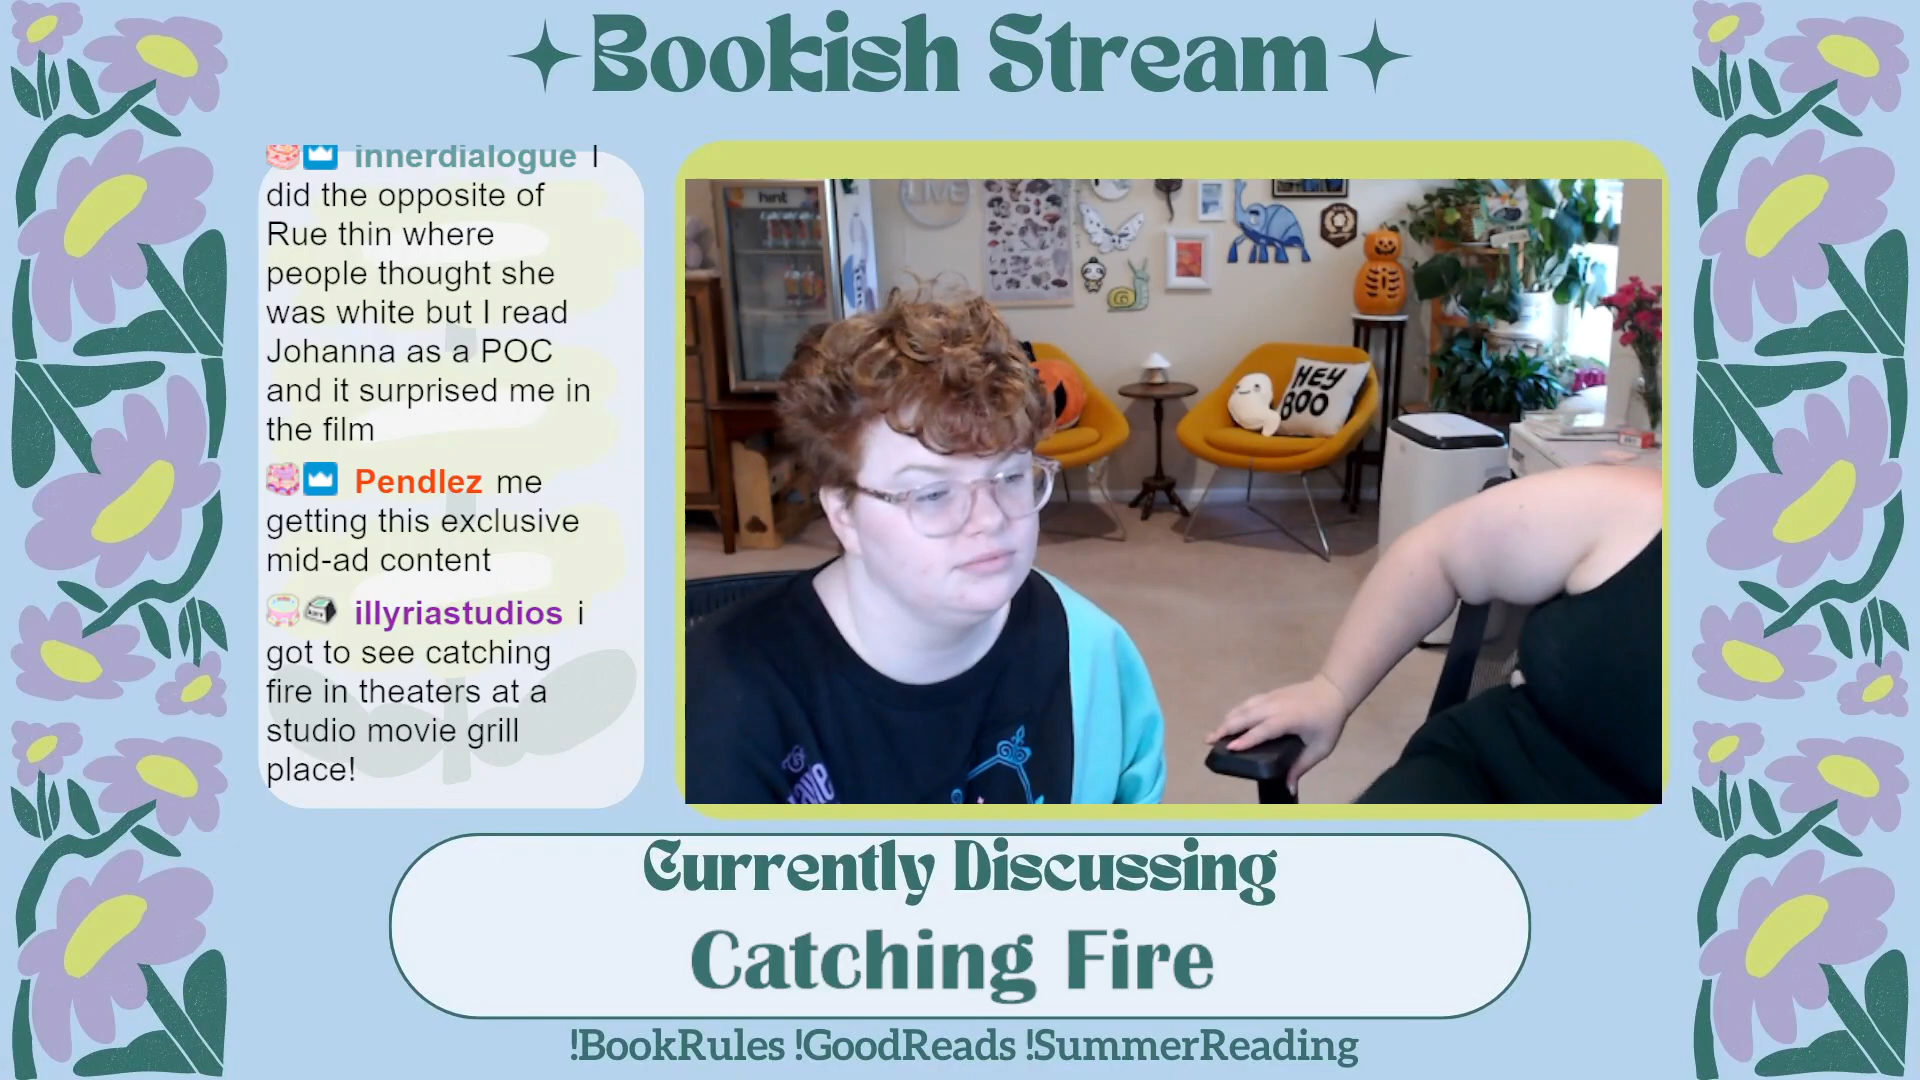 Bookish Stream
innerdialogue I
did the opposite of
Rue thin where
people thought she
was white but I read
Johanna as a POC
and it surprised me in
the film
Pendlez me
getting this exclusive
mid-ad content
illyriastudios i
got to see catching
fire in theaters at a
studio movie grill
place!
hint
LIVE
HEY
BOO
Currently Discussing
Catching Fire
!BookRules !GoodReads !SummerReading